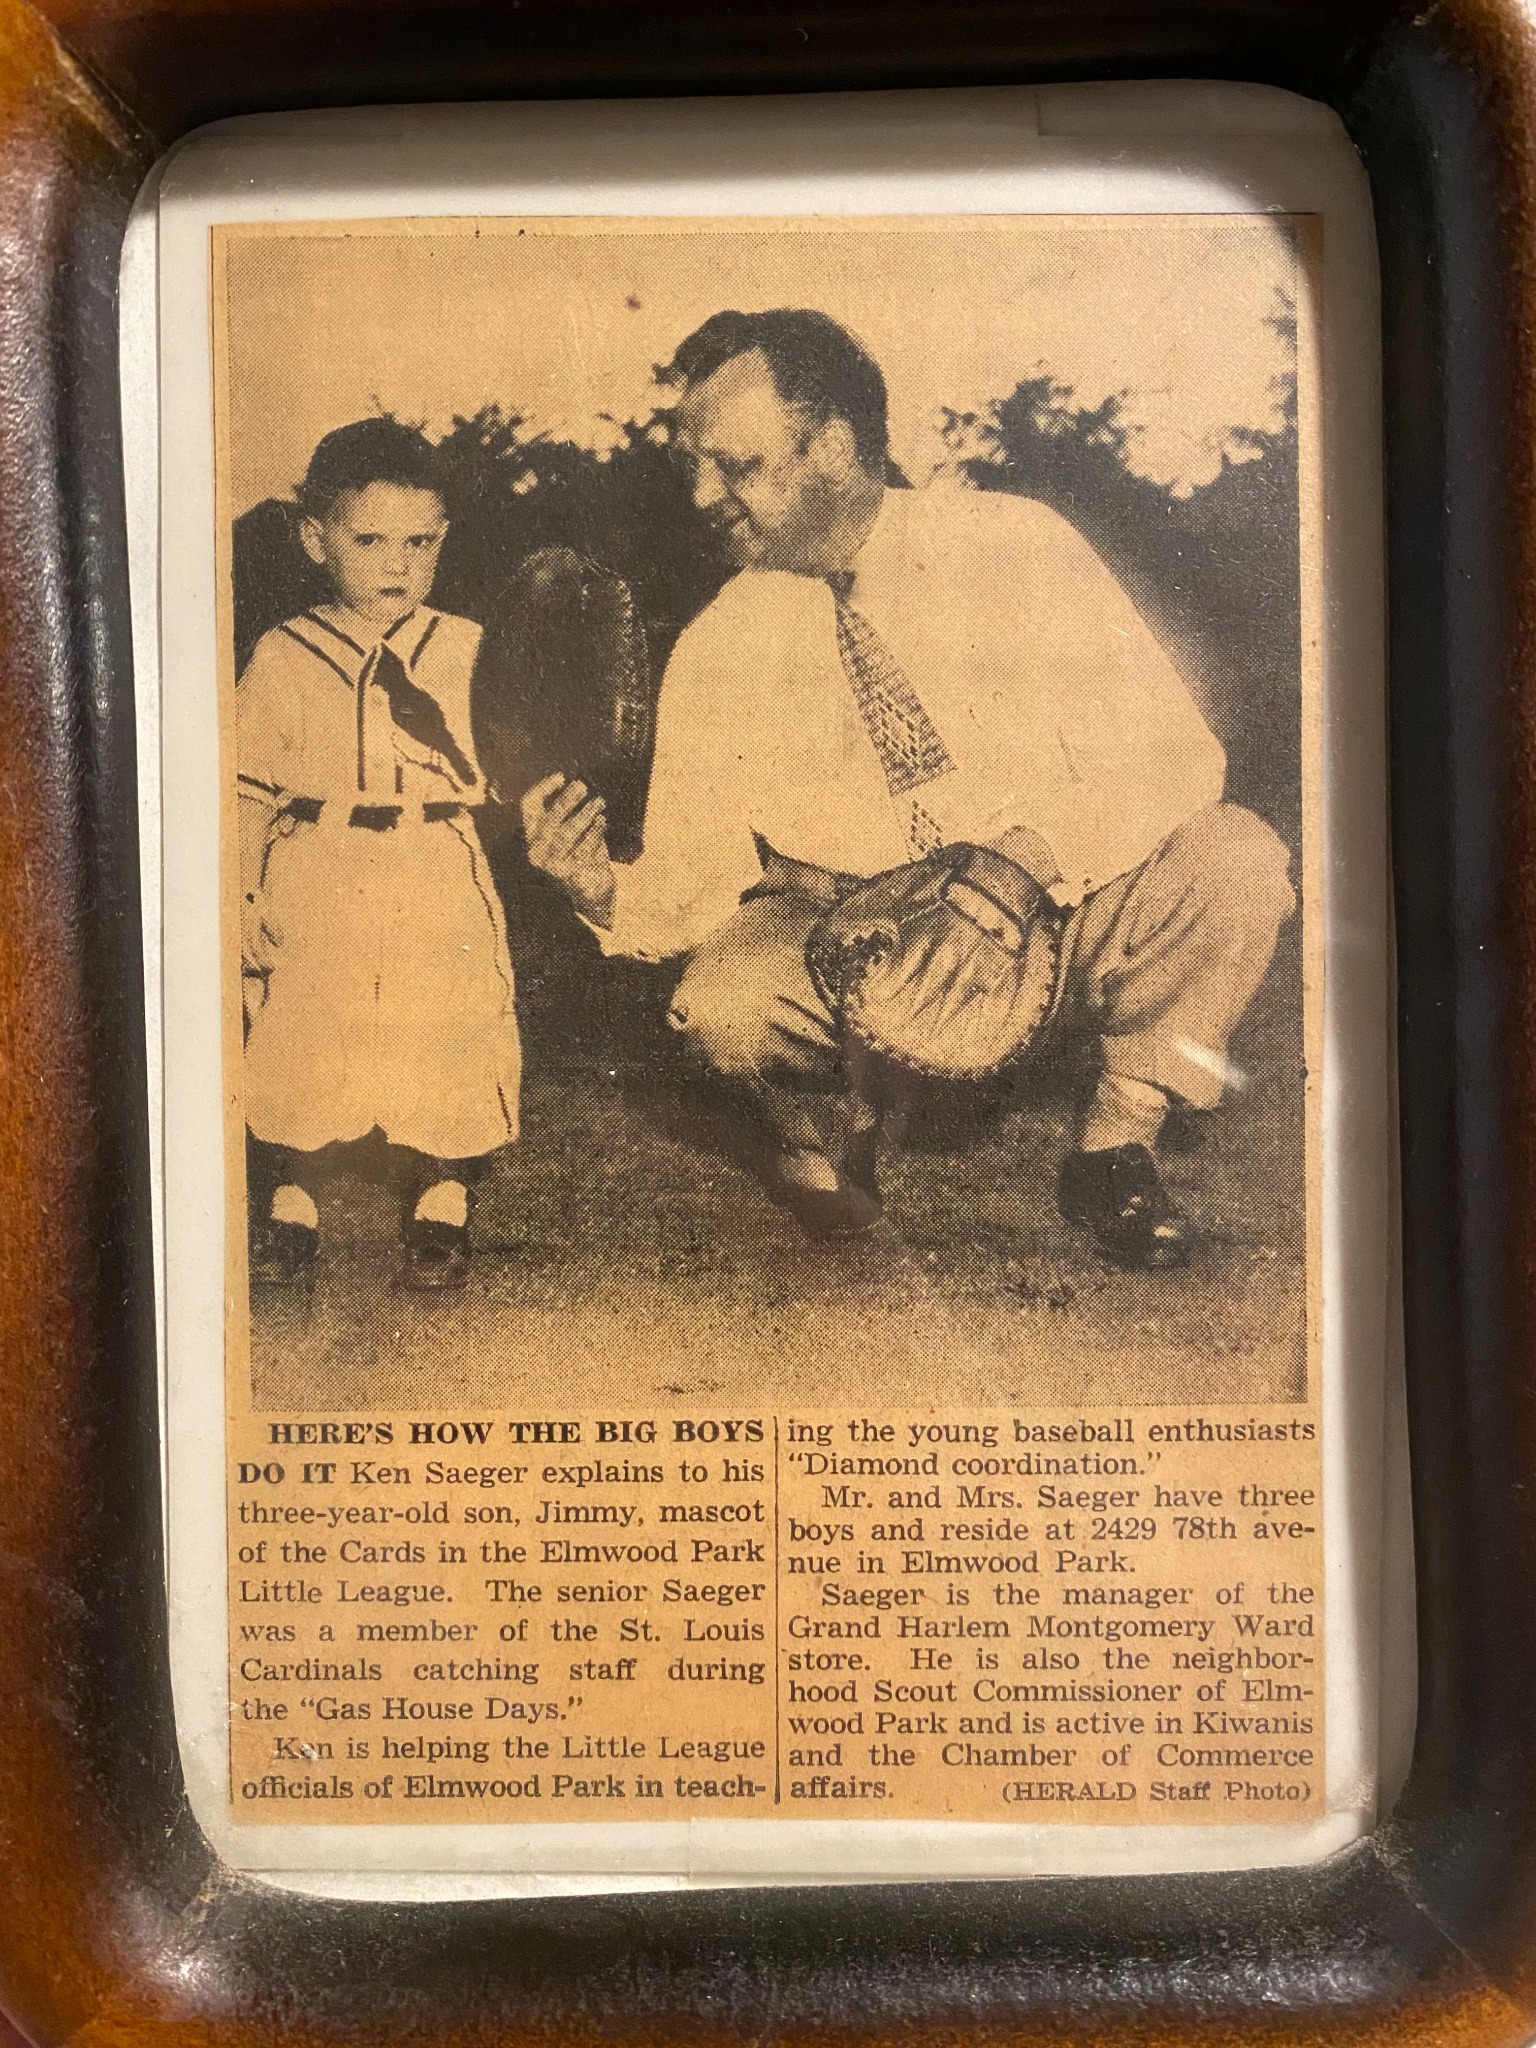 HERE'S HOW THE BIG BOYS
DO IT Ken Saeger explains to his
three-year-old son, Jimmy, mascot
of the Cards in the Elmwood Park
Little League. The senior Saeger
was a member of the St. Louis
Cardinals catching staff during
the “Gas House Days.”
Ken is helping the Little League
officials of Elmwood Park in teach-
ing the young baseball enthusiasts
“Diamond coordination.”
Mr. and Mrs. Saeger have three
boys and reside at 2429 78th ave-
nue in Elmwood Park.
Saeger is the manager of the
Grand Harlem Montgomery Ward
store. He is also the neighbor-
hood Scout Commissioner of Elm-
wood Park and is active in Kiwanis
and the Chamber of Commerce
affairs. (HERALD Staff Photo)